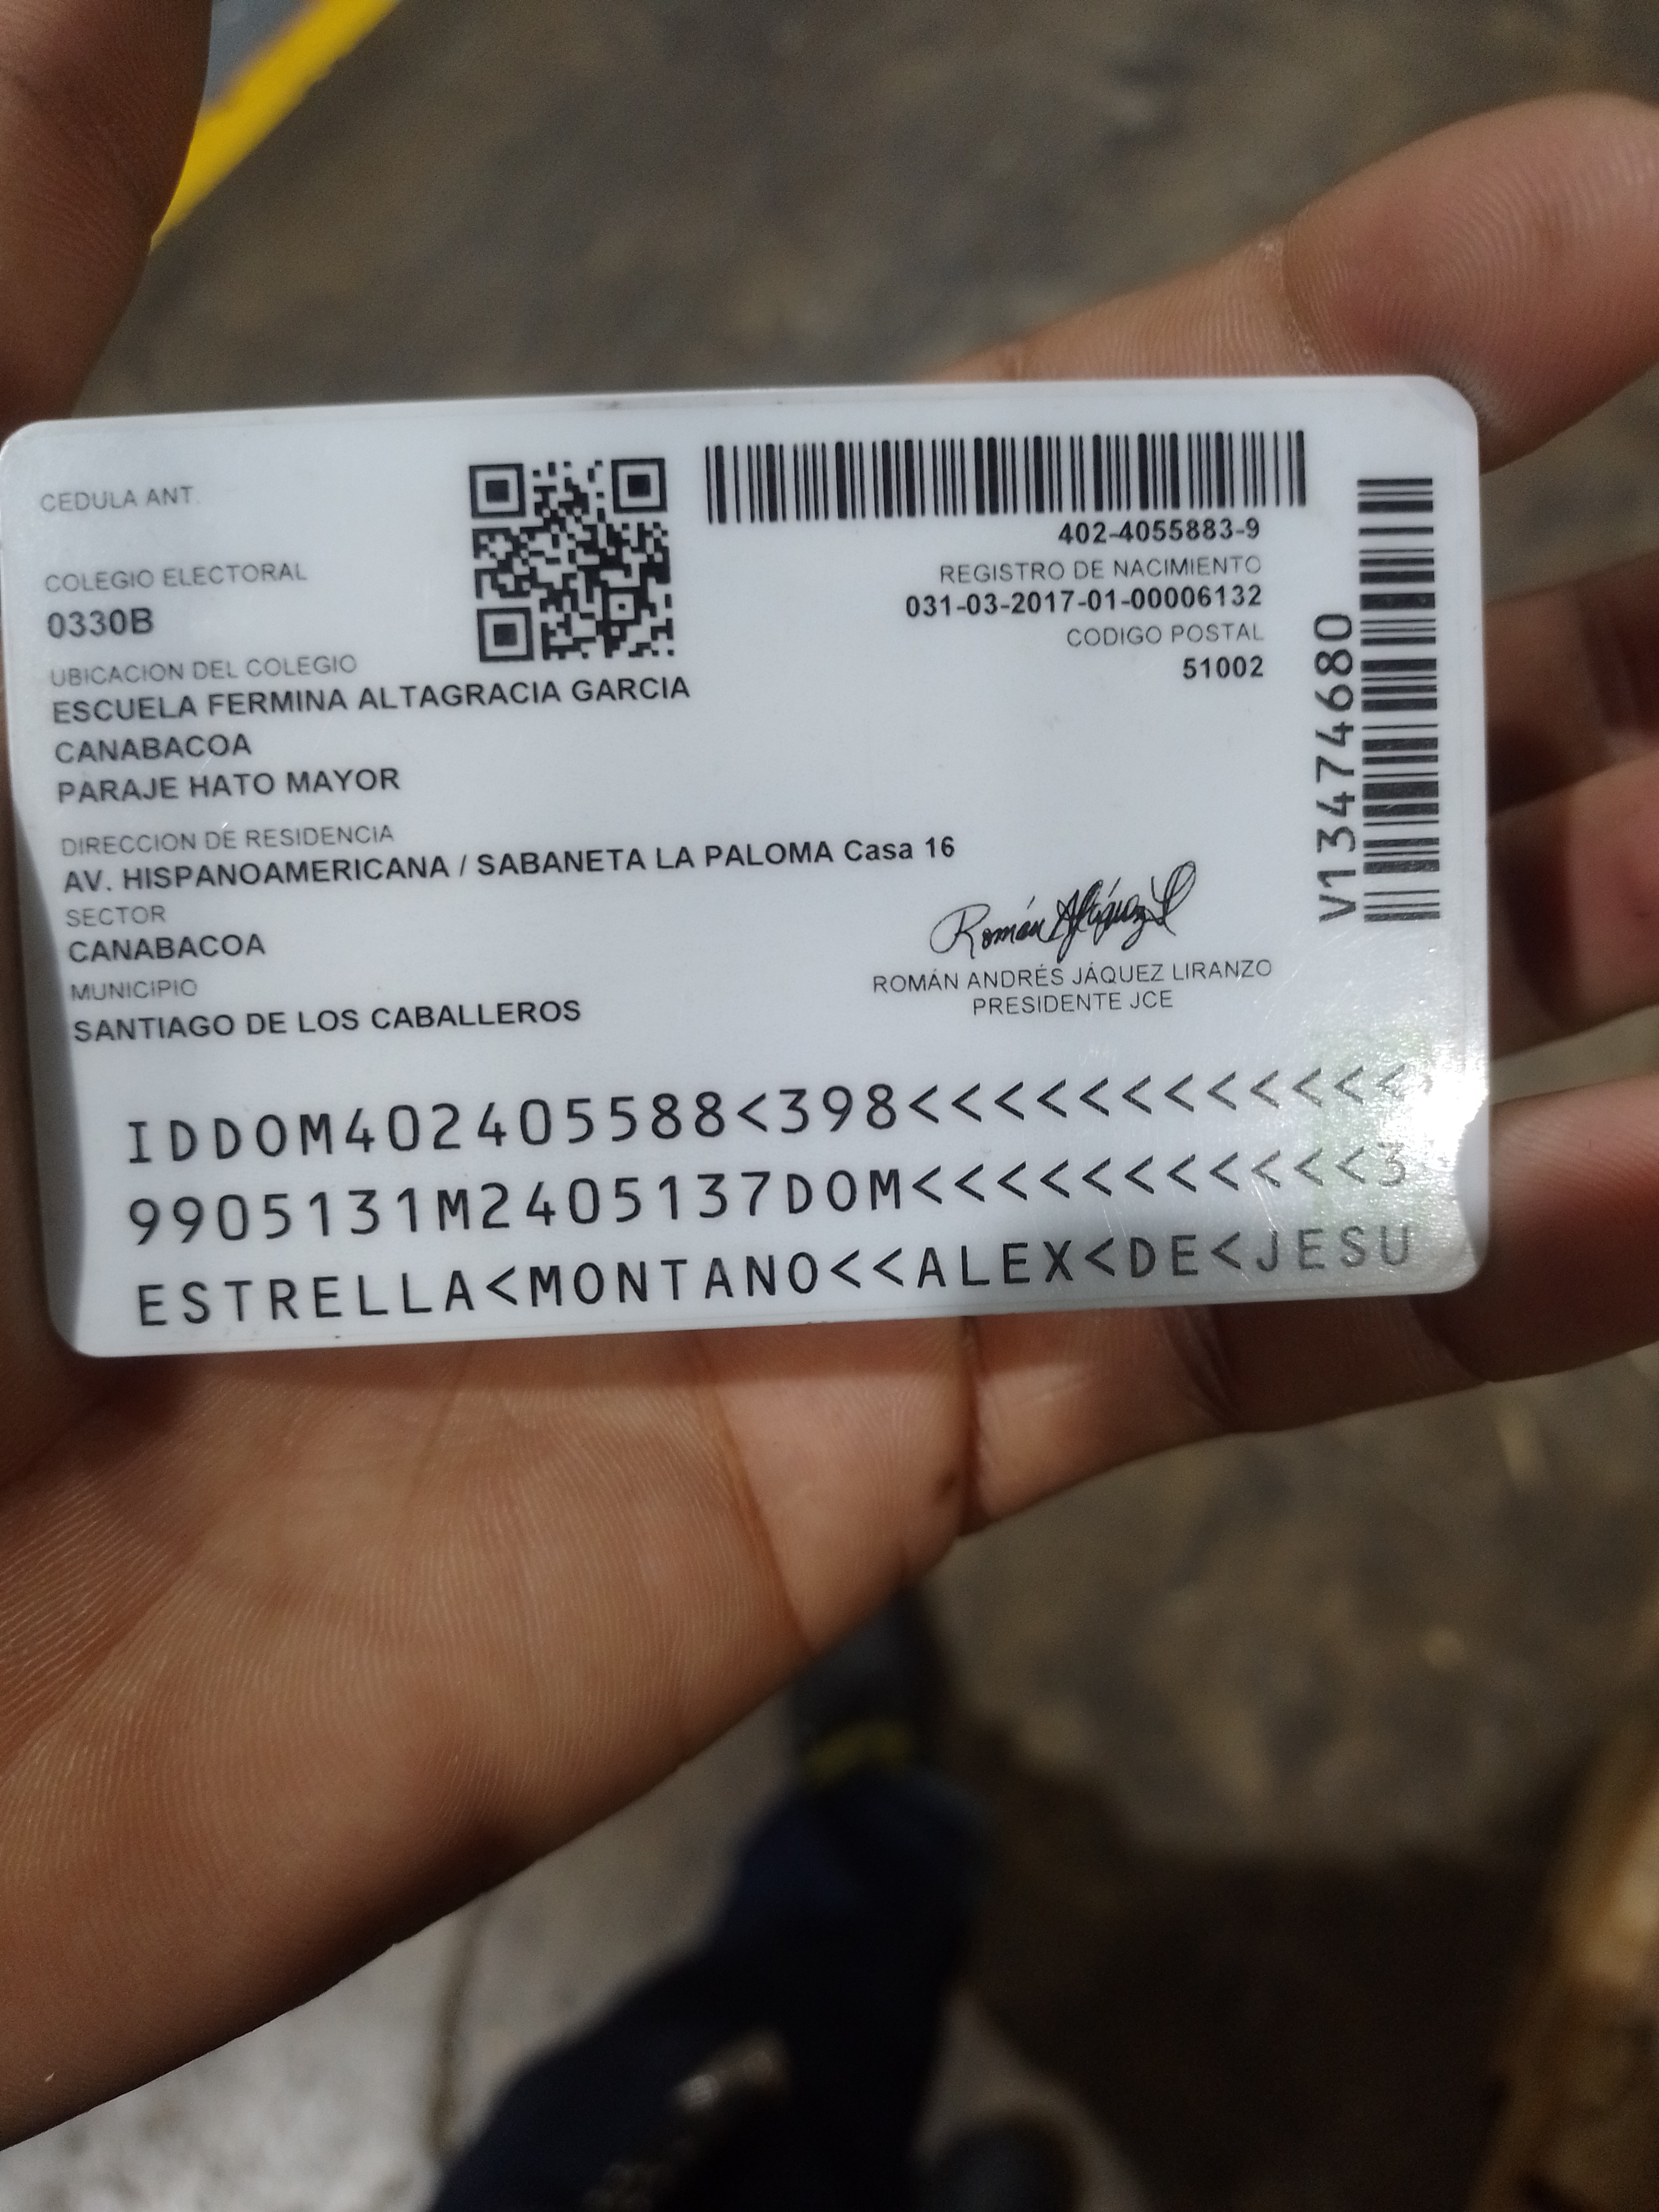 CEDULA ANT.
COLEGIO ELECTORAL
0330B
UBICACION DEL COLEGIO
ESCUELA FERMINA ALTAGRACIA GARCIA
CANABACOA
PARAJE HATO MAYOR
DIRECCION DE RESIDENCIA
AV. HISPANOAMERICANA / SABANETA LA PALOMA Casa 16
SECTOR
CANABACOA
MUNICIPIO
SANTIAGO DE LOS CABALLEROS
402-4055883-9
REGISTRO DE NACIMIENTO
031-03-2017-01-00006132
CODIGO POSTAL
51002
V13474680
ROMÁN ANDRÉS JÁQUEZ LIRANZO
PRESIDENTE JCE
IDDOM402405588<398<<<<<<<<<<<<
9905131M2405137DOM<<<<<<<<<<<3
ESTRELLA<MONTANO<<ALEX<DE<JESU